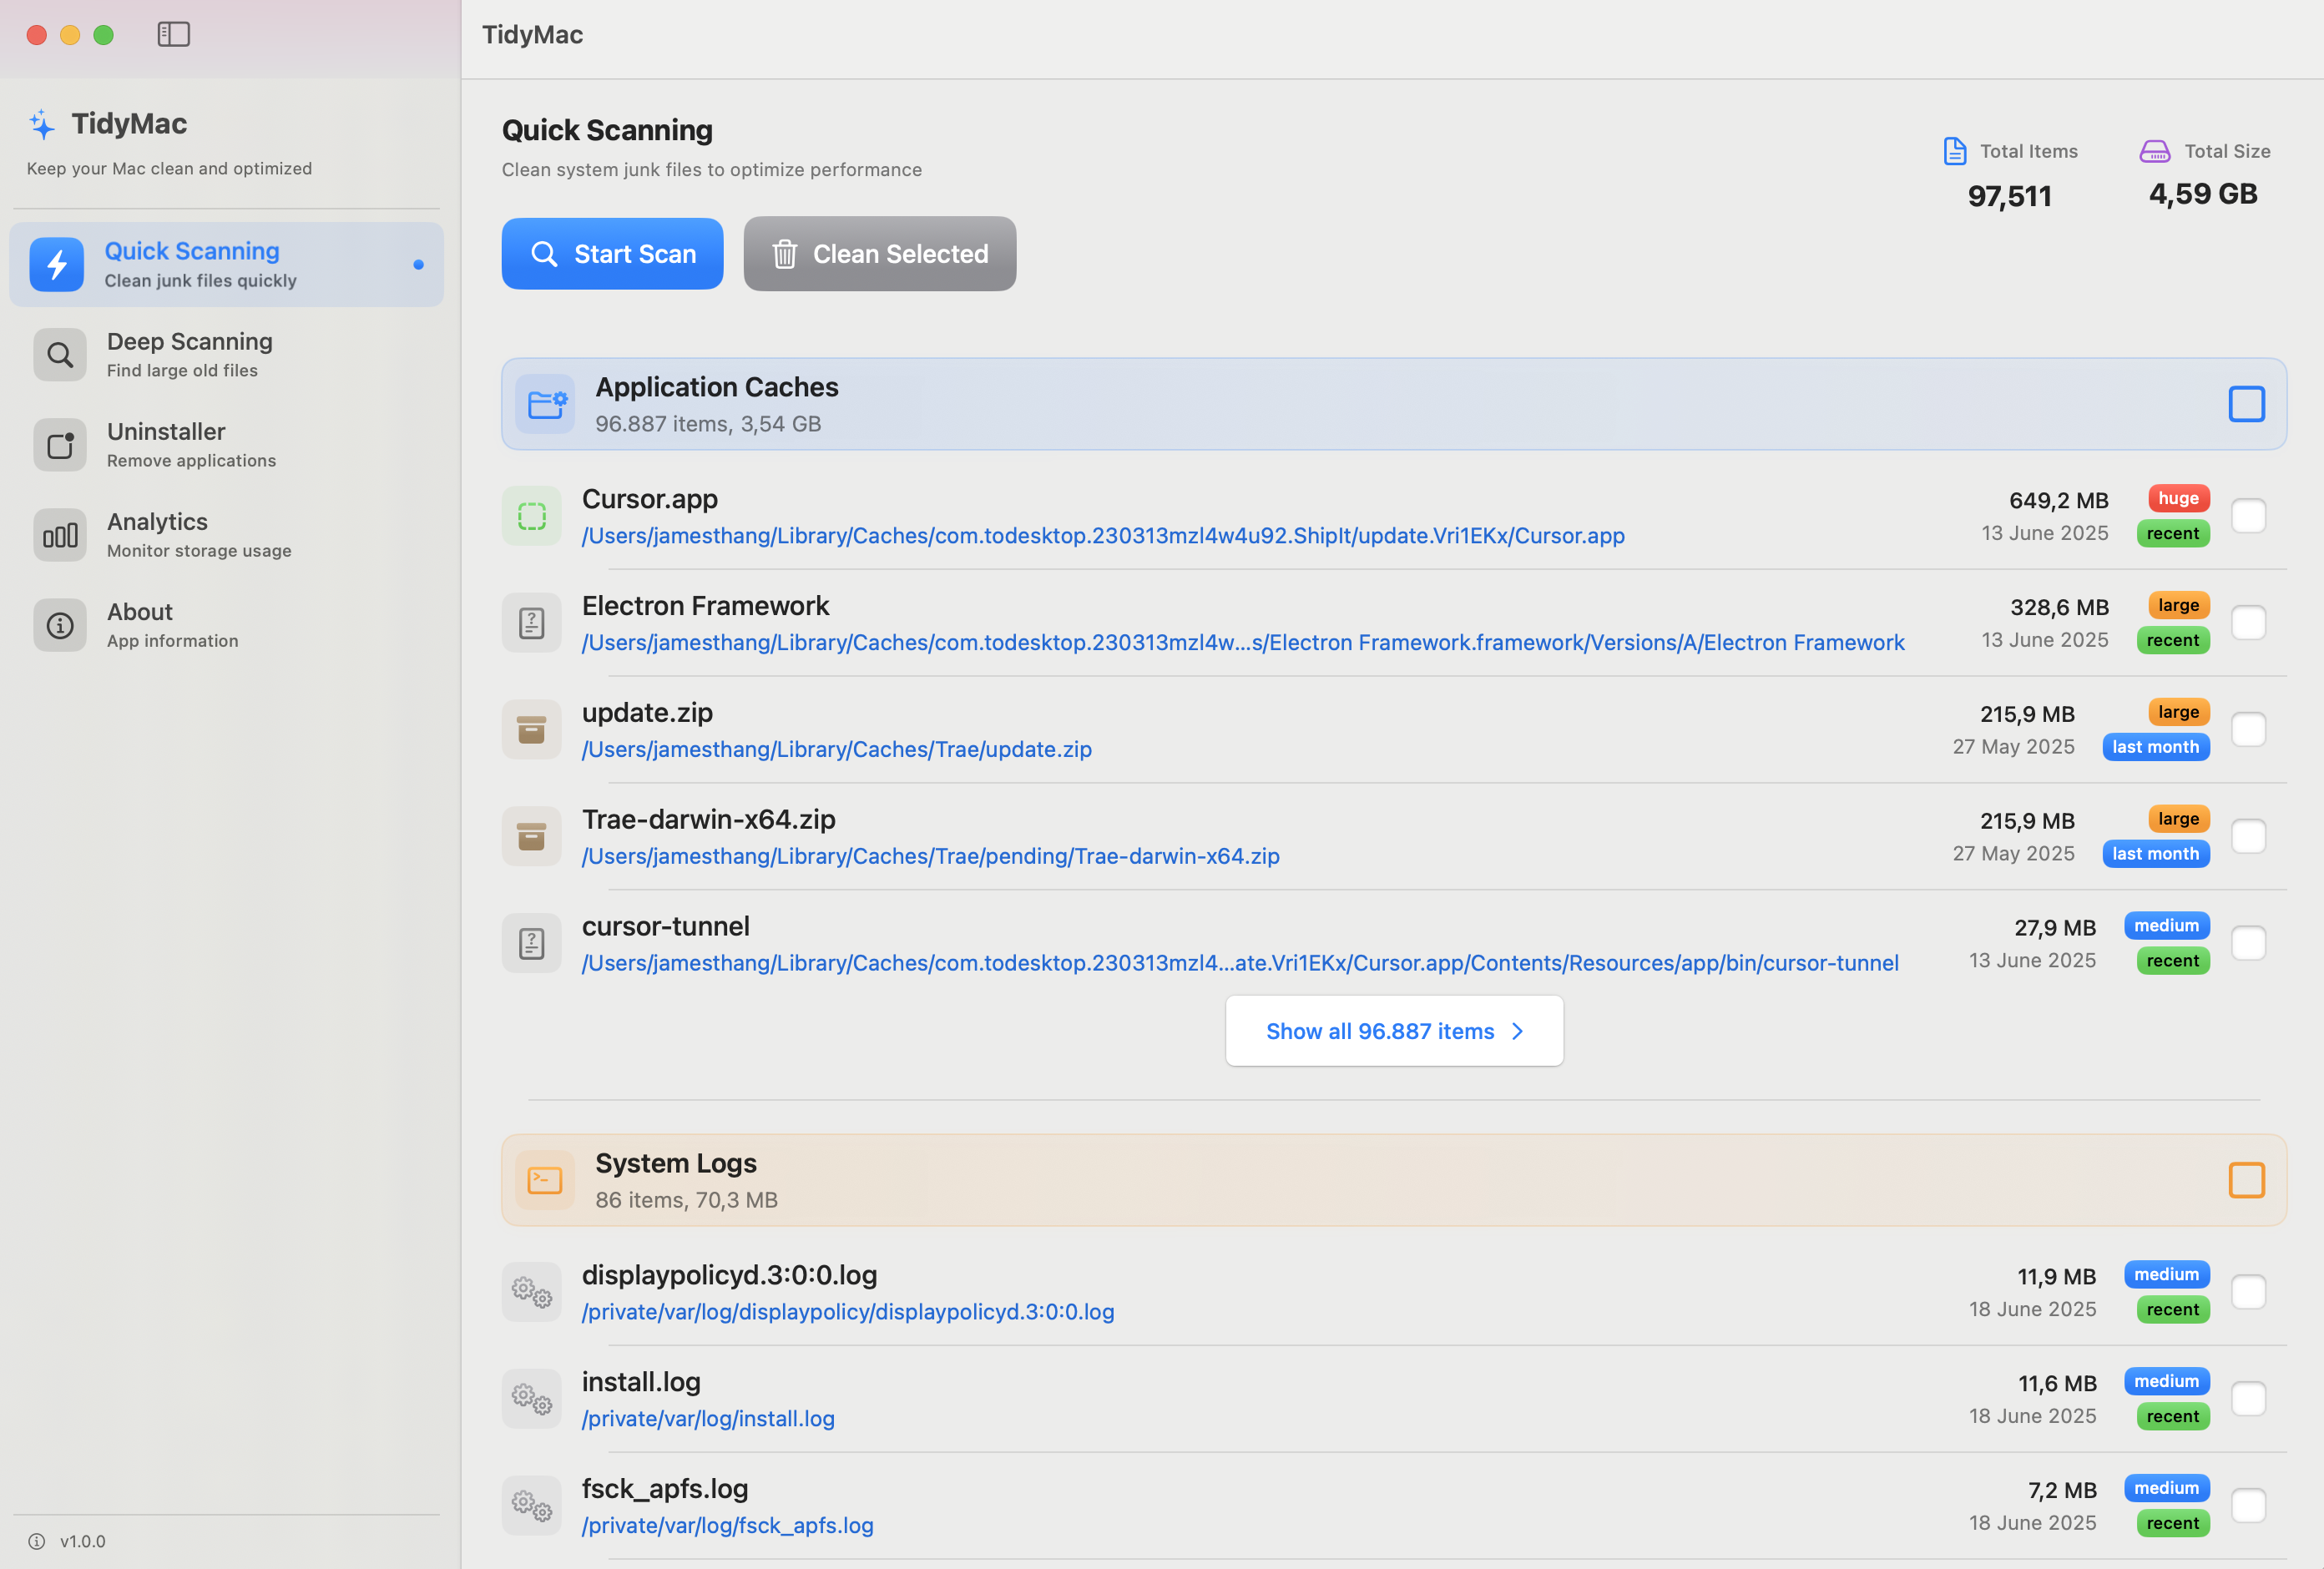 TidyMac
TidyMac
Keep your Mac clean and optimized
Quick Scanning
Clean junk files quickly
Deep Scanning
Find large old files
Uninstaller
Remove applications
Analytics
Monitor storage usage
About
App information
v1.0.0
Quick Scanning
Clean system junk files to optimize performance
Total Items
97,511
Total Size
4,59 GB
Start Scan
Clean Selected
Application Caches
96.887 items, 3,54 GB
Cursor.app
/Users/jamesthang/Library/Caches/com.todesktop.230313mzl4w4u92.ShipIt/update.Vri1EKx/Cursor.app
649,2 MB
13 June 2025
huge
recent
Electron Framework
/Users/jamesthang/Library/Caches/com.todesktop.230313mzl4w...s/Electron Framework.framework/Versions/A/Electron Framework
328,6 MB
13 June 2025
large
recent
update.zip
/Users/jamesthang/Library/Caches/Trae/update.zip
215,9 MB
27 May 2025
large
last month
Trae-darwin-x64.zip
/Users/jamesthang/Library/Caches/Trae/pending/Trae-darwin-x64.zip
215,9 MB
27 May 2025
large
last month
cursor-tunnel
/Users/jamesthang/Library/Caches/com.todesktop.230313mzl4...ate.Vri1EKx/Cursor.app/Contents/Resources/app/bin/cursor-tunnel
27,9 MB
13 June 2025
medium
recent
Show all 96.887 items
System Logs
86 items, 70,3 MB
displaypolicyd.3:0:0.log
/private/var/log/displaypolicy/displaypolicyd.3:0:0.log
11,9 MB
18 June 2025
medium
recent
install.log
/private/var/log/install.log
11,6 MB
18 June 2025
medium
recent
fsck_apfs.log
/private/var/log/fsck_apfs.log
7,2 MB
18 June 2025
medium
recent